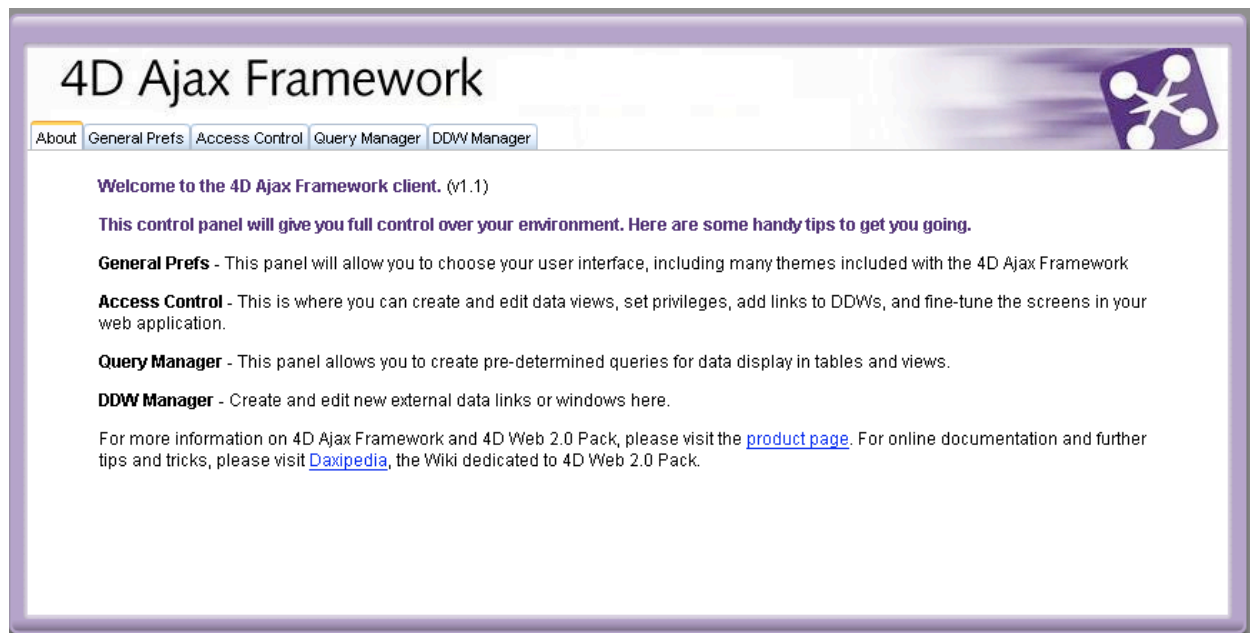 4D Ajax Framework
About General Prefs Access Control Query Manager DDW Manager
Welcome to the 4D Ajax Framework client. (v1.1)
This control panel will give you full control over your environment. Here are some handy tips to get you going.
General Prefs - This panel will allow you to choose your user interface, including many themes included with the 4D Ajax Framework
Access Control - This is where you can create and edit data views, set privileges, add links to DDWs, and fine-tune the screens in your
web application.
Query Manager - This panel allows you to create pre-determined queries for data display in tables and views.
DDW Manager - Create and edit new external data links or windows here.
For more information on 4D Ajax Framework and 4D Web 2.0 Pack, please visit the product page. For online documentation and further
tips and tricks, please visit Daxipedia, the Wiki dedicated to 4D Web 2.0 Pack.